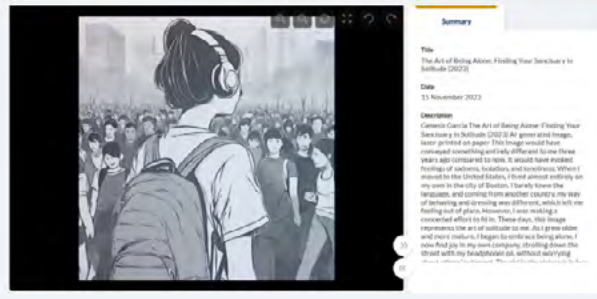 Summary
Title
The Art of Being Alone: Finding Your Sanctuary in
Solitude (2023)
Date
15 November 2023
Description
Genesis Garcia The Art of Being Alone: Finding Your
Sanctuary in Solitude (2023) AI generated image,
laser printed on paper This image would have
conveyed something entirely different to me three
years ago compared to now. It would have evoked
feelings of sadness, isolation, and loneliness. When I
moved to the United States, I lived almost entirely on
my own in the city of Boston. I barely knew the
language, and coming from another country, my way
of behaving and dressing was different, which left me
feeling out of place. However, I was making a
concerted effort to fit in. These days, this image
represents the art of solitude to me. As I grew older
and more mature, I began to embrace being alone. I
now find joy in my own company, strolling down the
street with my headphones on, without worrying